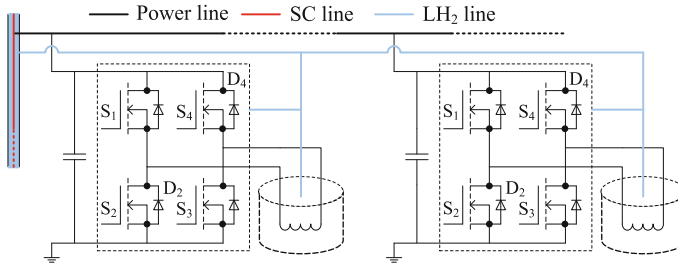 Power line SC line LH₂ line
D₄ D₄
S₁ S₄ S₁ S₄
D₂ D₂
S₂ S₃ S₂ S₃